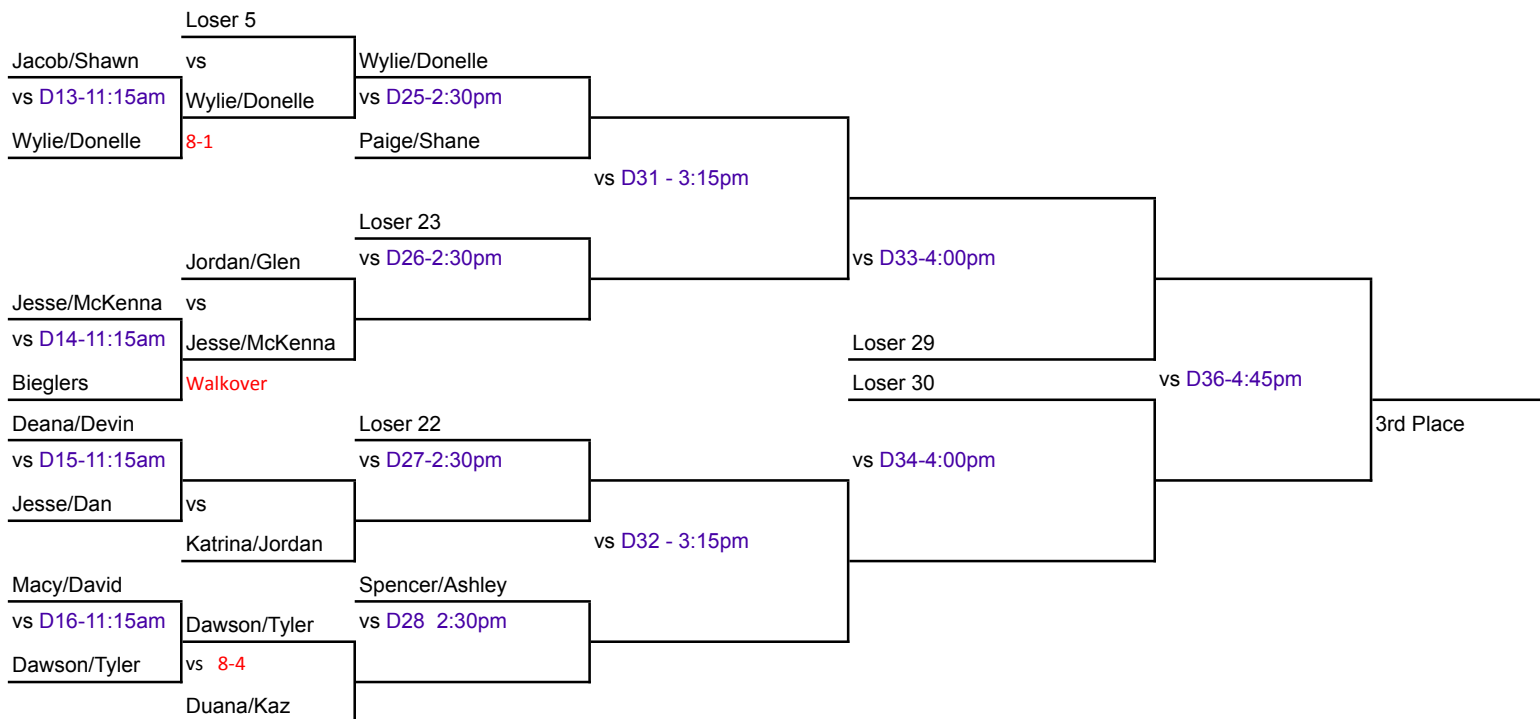 Loser 5
Jacob/Shawn
vs
Wylie/Donelle
vs D13-11:15am
Wylie/Donelle
vs D25-2:30pm
Wylie/Donelle
8-1
Paige/Shane
vs D31 - 3:15pm
Loser 23
Jordan/Glen
vs D26-2:30pm
vs D33-4:00pm
Jesse/McKenna
vs
vs D14-11:15am
Jesse/McKenna
Loser 29
Bieglers
Walkover
Loser 30
vs D36-4:45pm
Deana/Devin
Loser 22
3rd Place
vs D15-11:15am
vs D27-2:30pm
vs D34-4:00pm
Jesse/Dan
vs
Katrina/Jordan
vs D32 - 3:15pm
Macy/David
Spencer/Ashley
vs D16-11:15am
Dawson/Tyler
vs D28 2:30pm
Dawson/Tyler
vs 8-4
Duana/Kaz